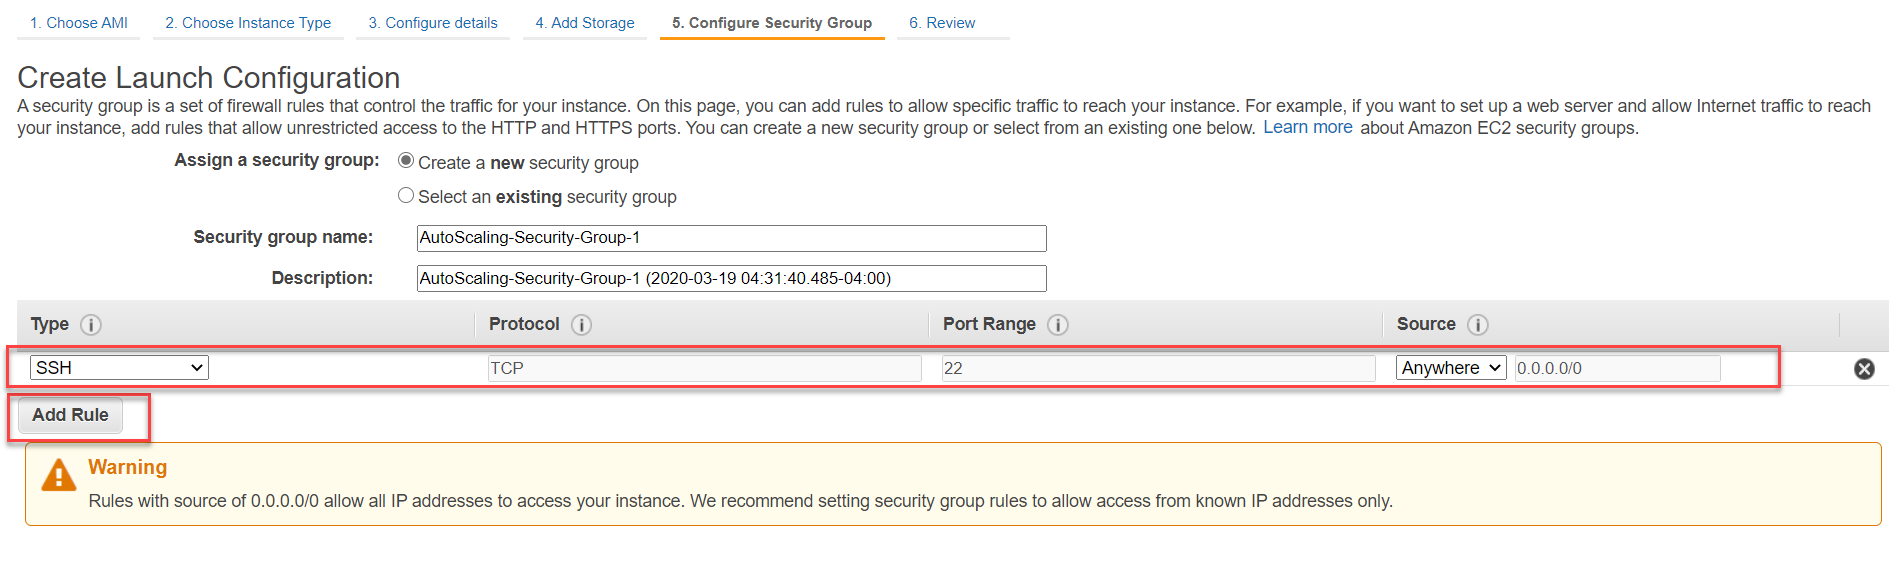 1. Choose AMI 2. Choose Instance Type 3. Configure details 4. Add Storage 5. Configure Security Group 6. Review
Create Launch Configuration
A security group is a set of firewall rules that control the traffic for your instance. On this page, you can add rules to allow specific traffic to reach your instance. For example, if you want to set up a web server and allow Internet traffic to reach
your instance, add rules that allow unrestricted access to the HTTP and HTTPS ports. You can create a new security group or select from an existing one below. Learn more about Amazon EC2 security groups.
Assign a security group: Create a new security group
Select an existing security group
Security group name: AutoScaling-Security-Group-1
Description: AutoScaling-Security-Group-1 (2020-03-19 04:31:40.485-04:00)
Type i Protocol i Port Range i Source i
SSH TCP 22 Anywhere 0.0.0.0/0
Add Rule
Warning
Rules with source of 0.0.0.0/0 allow all IP addresses to access your instance. We recommend setting security group rules to allow access from known IP addresses only.